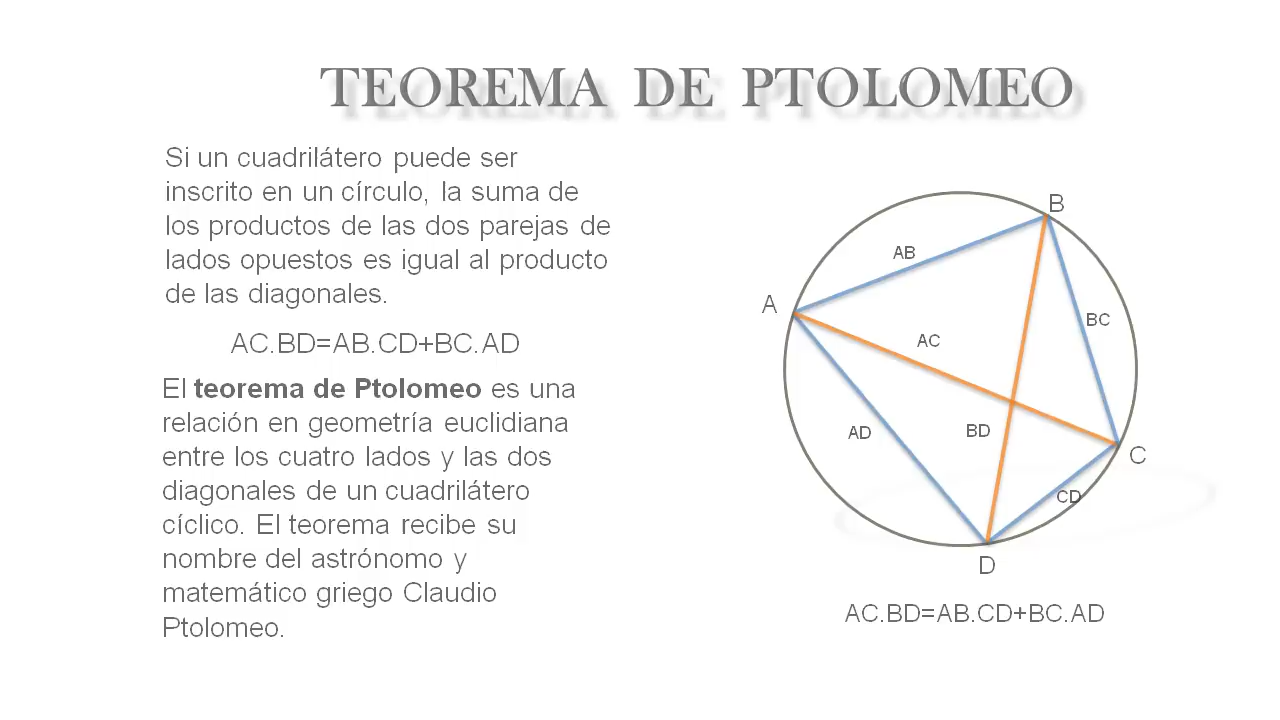 TEOREMA DE PTOLOMEO
Si un cuadrilátero puede ser
inscrito en un círculo, la suma de
los productos de las dos parejas de
lados opuestos es igual al producto
de las diagonales.
AC.BD=AB.CD+BC.AD
El teorema de Ptolomeo es una
relación en geometría euclidiana
entre los cuatro lados y las dos
diagonales de un cuadrilátero
cíclico. El teorema recibe su
nombre del astrónomo y
matemático griego Claudio
Ptolomeo.
B
AB
A
BC
AC
AD
BD
C
CD
D
AC.BD=AB.CD+BC.AD